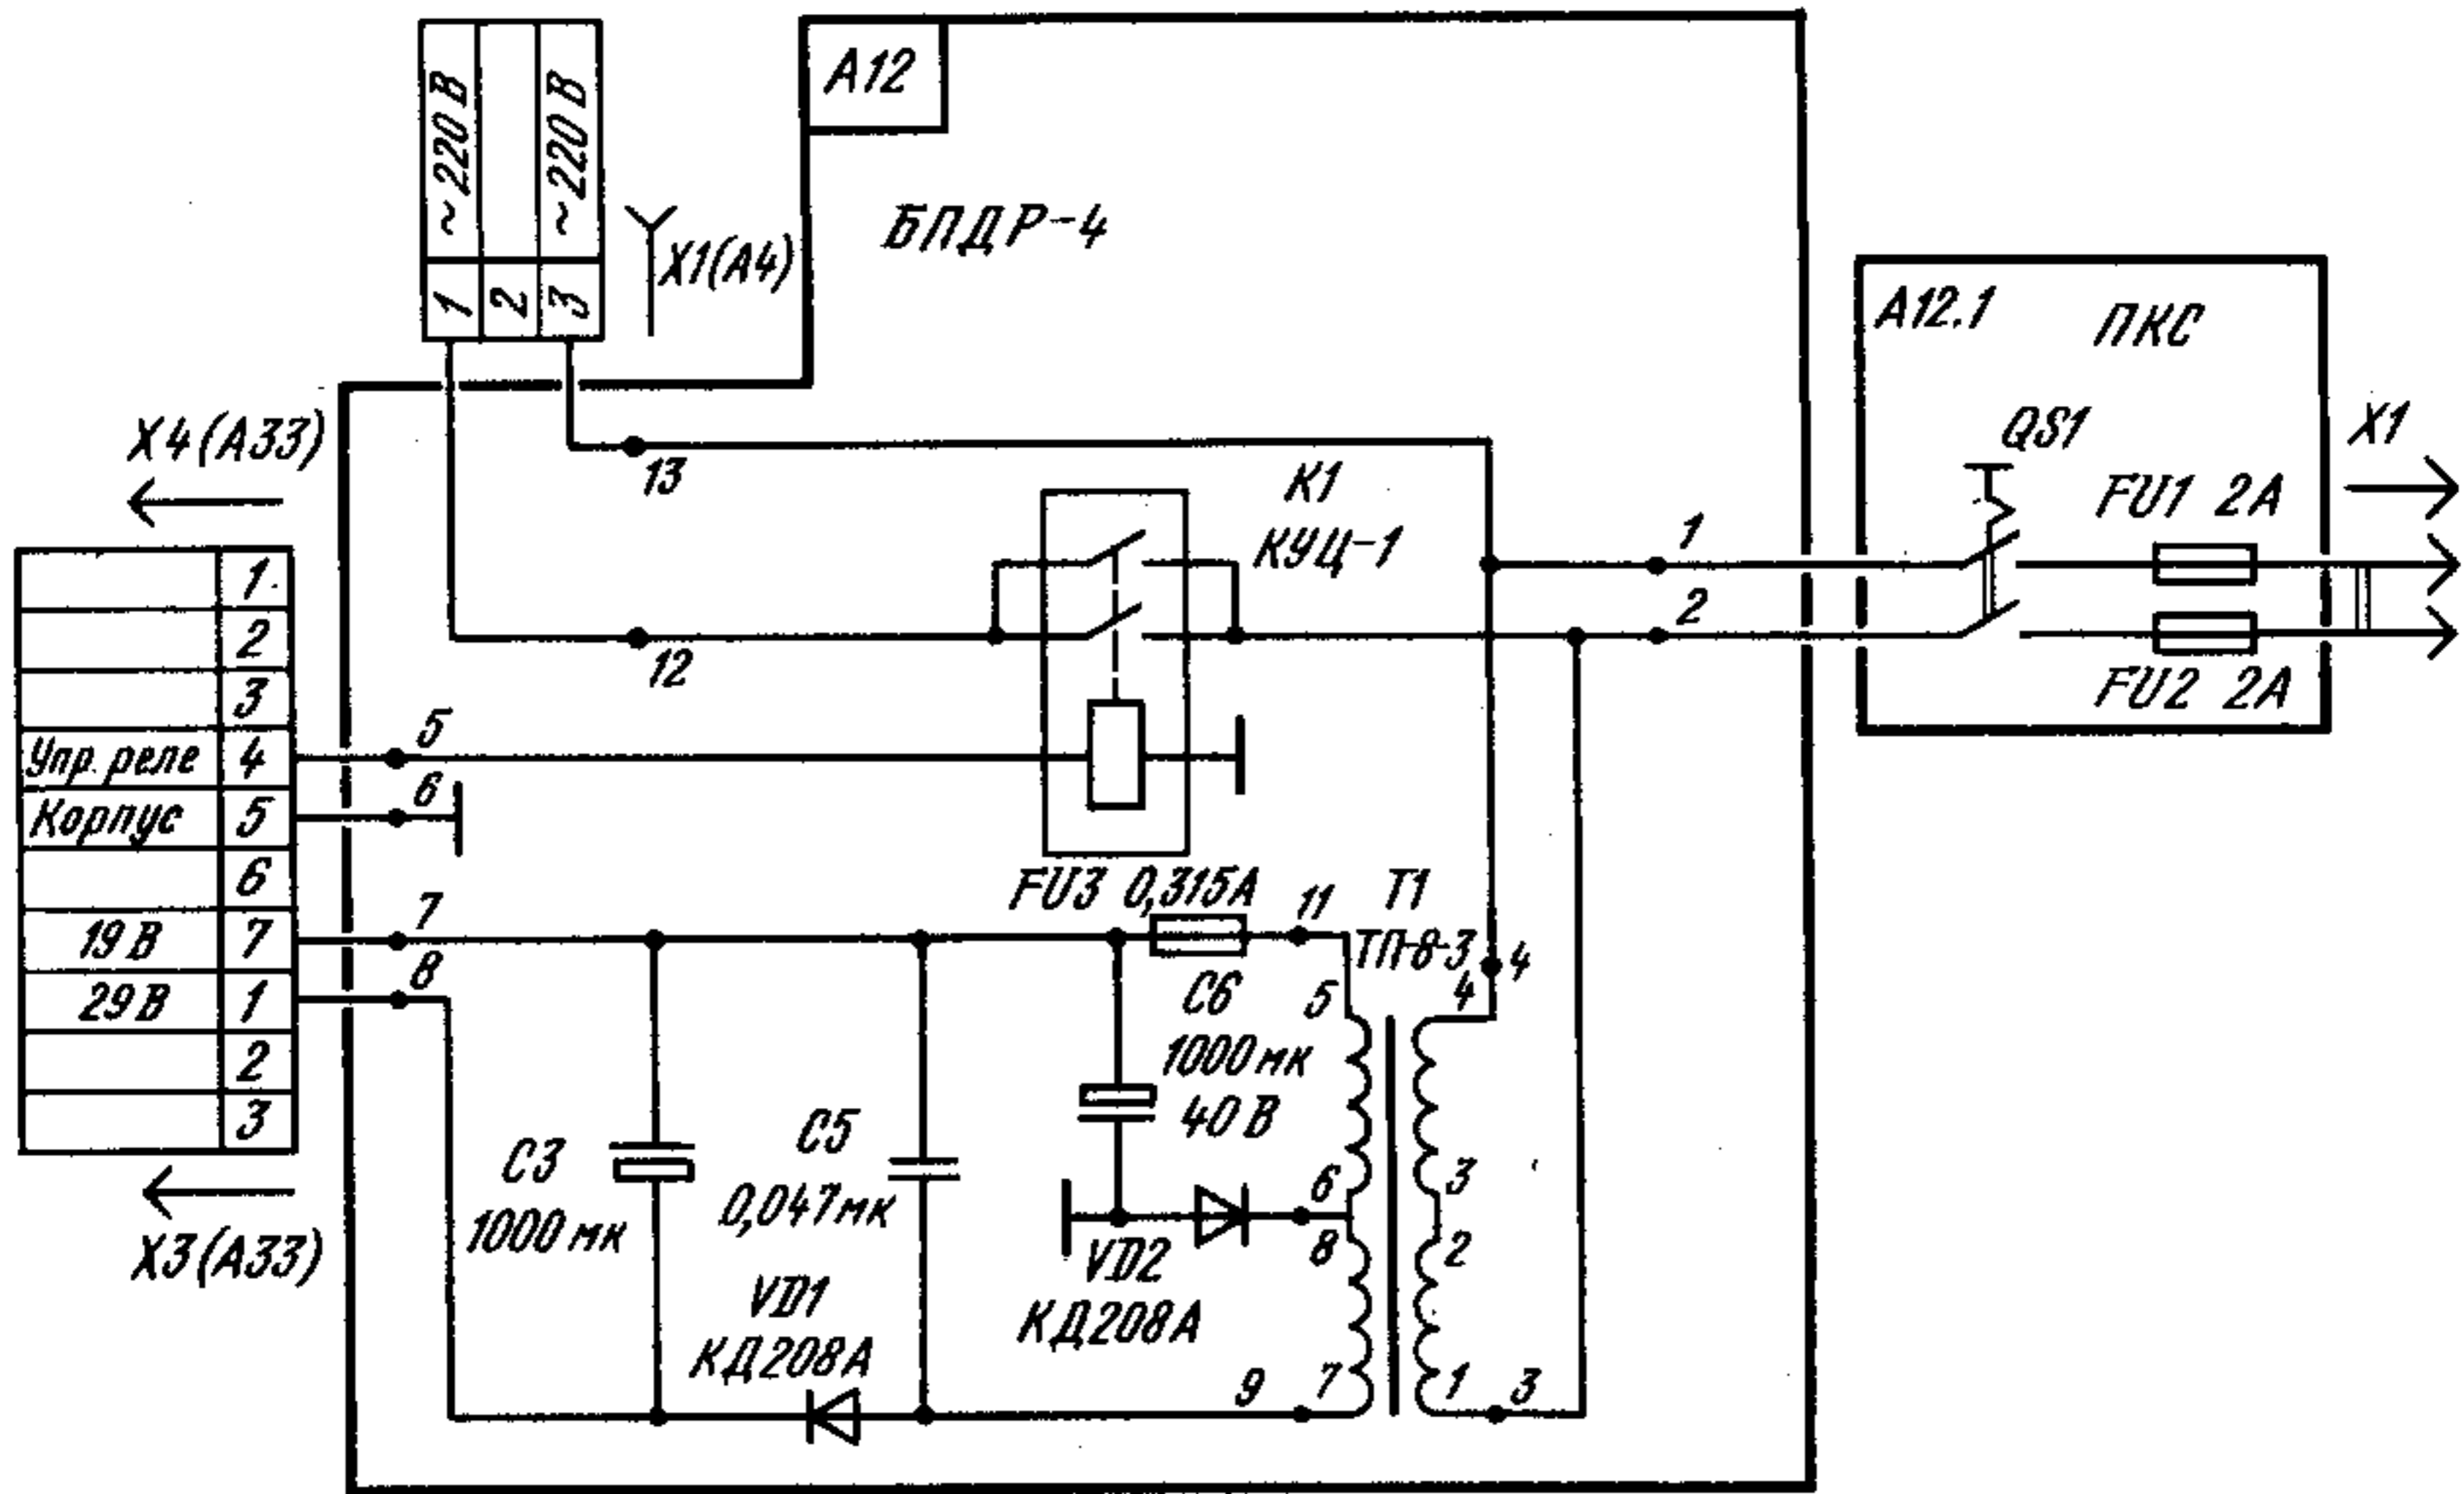 ~220 В
~220 В
1
2
3
X1(A4)
A12
БПДР-4
A12.1
ПКС
QS1
X1
FU1 2A
FU2 2A
X4(A33)
1
2
3
Упр. реле 4
Корпус 5
6
19 В 7
29 В 1
2
3
X3(A33)
13
12
K1
КУЦ-1
1
2
5
6
7
8
FU3 0,315A
11
T1
ТП-8-3
4
4
5
C6
1000 мк
40 В
6
3
8
2
C3
1000 мк
C5
0,047 мк
VD1
КД208А
VD2
КД208А
9
7
1
3